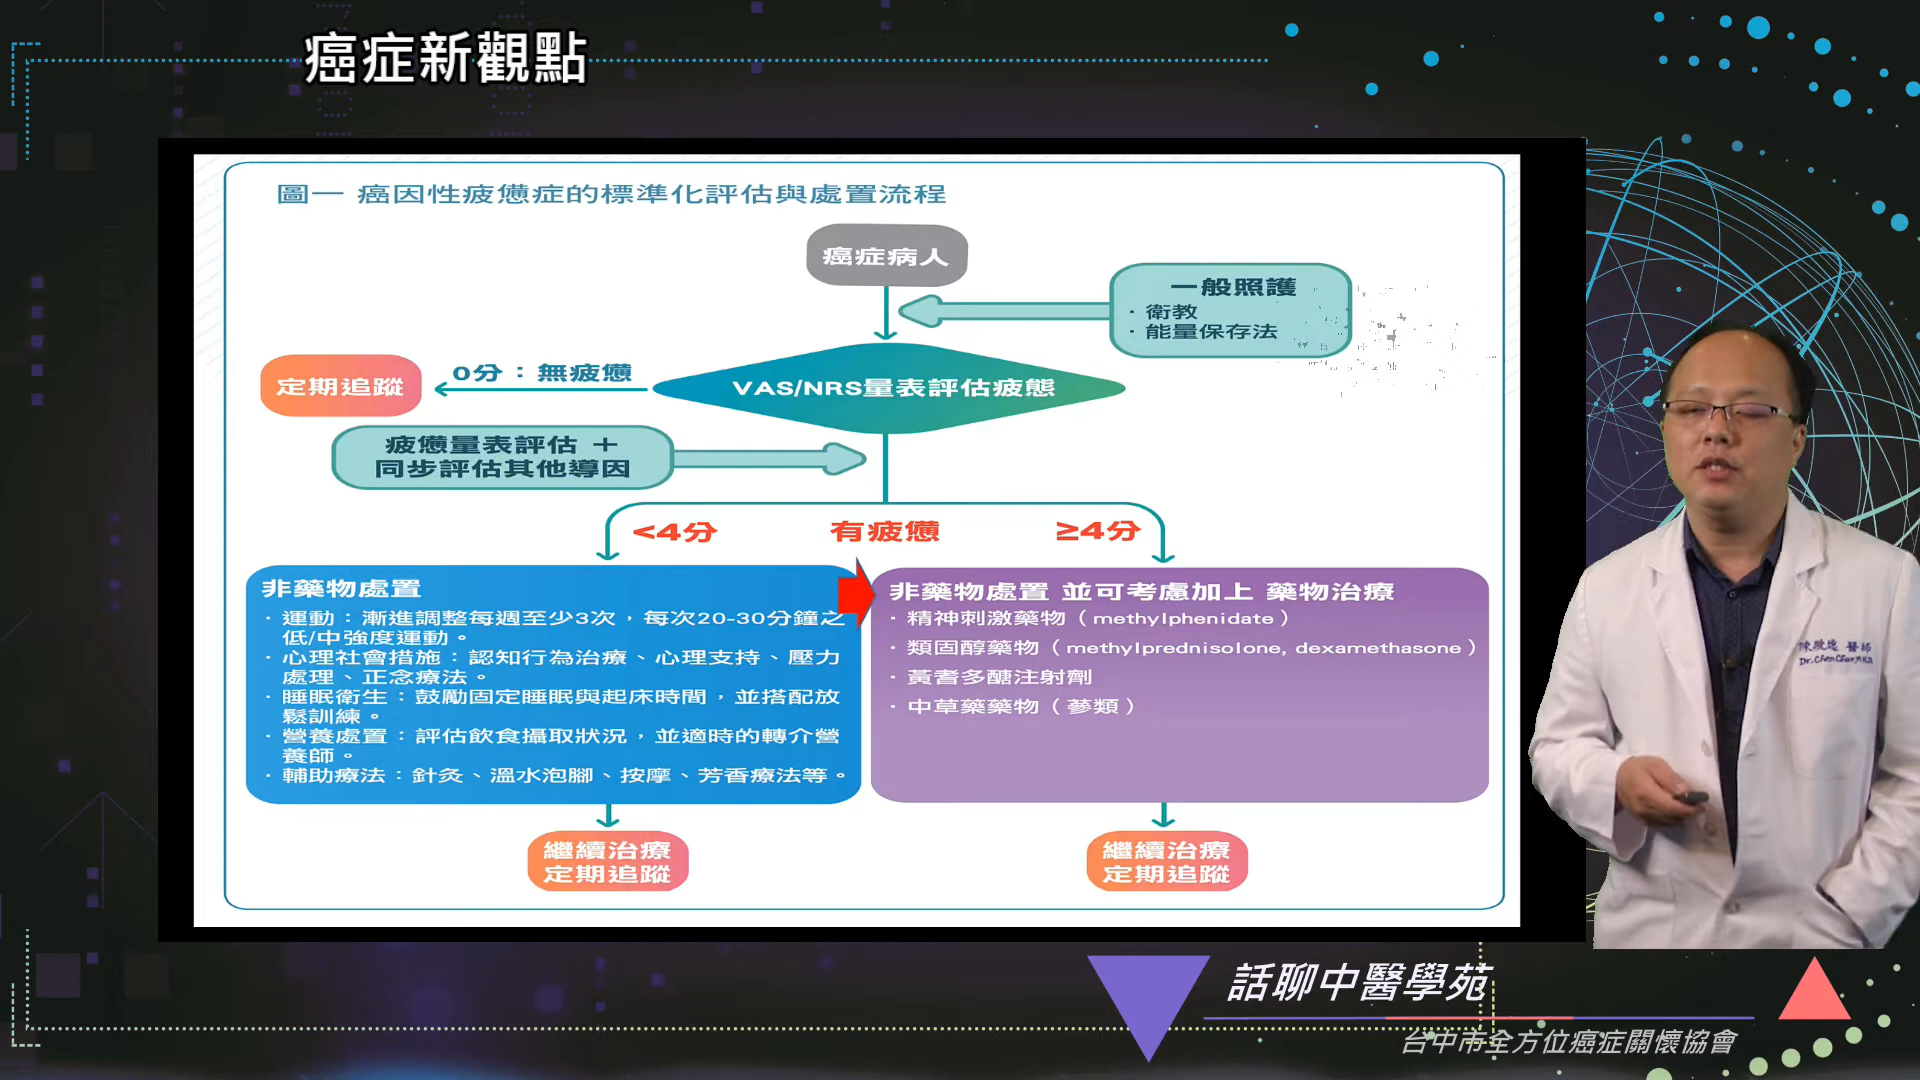 癌症新觀點
圖一 癌因性疲憊症的標準化評估與處置流程
癌症病人
一般照護
· 衛教
· 能量保存法
定期追蹤
0分：無疲憊
VAS/NRS量表評估疲態
疲憊量表評估 +
同步評估其他導因
<4分
有疲憊
≥4分
非藥物處置
· 運動：漸進調整每週至少3次，每次20-30分鐘之
低/中強度運動。
· 心理社會措施：認知行為治療、心理支持、壓力
處理、正念療法。
· 睡眠衛生：鼓勵固定睡眠與起床時間，並搭配放
鬆訓練。
· 營養處置：評估飲食攝取狀況，並適時的轉介營
養師。
· 輔助療法：針灸、溫水泡腳、按摩、芳香療法等。
非藥物處置 並可考慮加上 藥物治療
· 精神刺激藥物（methylphenidate）
· 類固醇藥物（methylprednisolone, dexamethasone）
· 黃耆多醣注射劑
· 中草藥藥物（蔘類）
繼續治療
定期追蹤
繼續治療
定期追蹤
醫師
話聊中醫學苑
台中市全方位癌症關懷協會